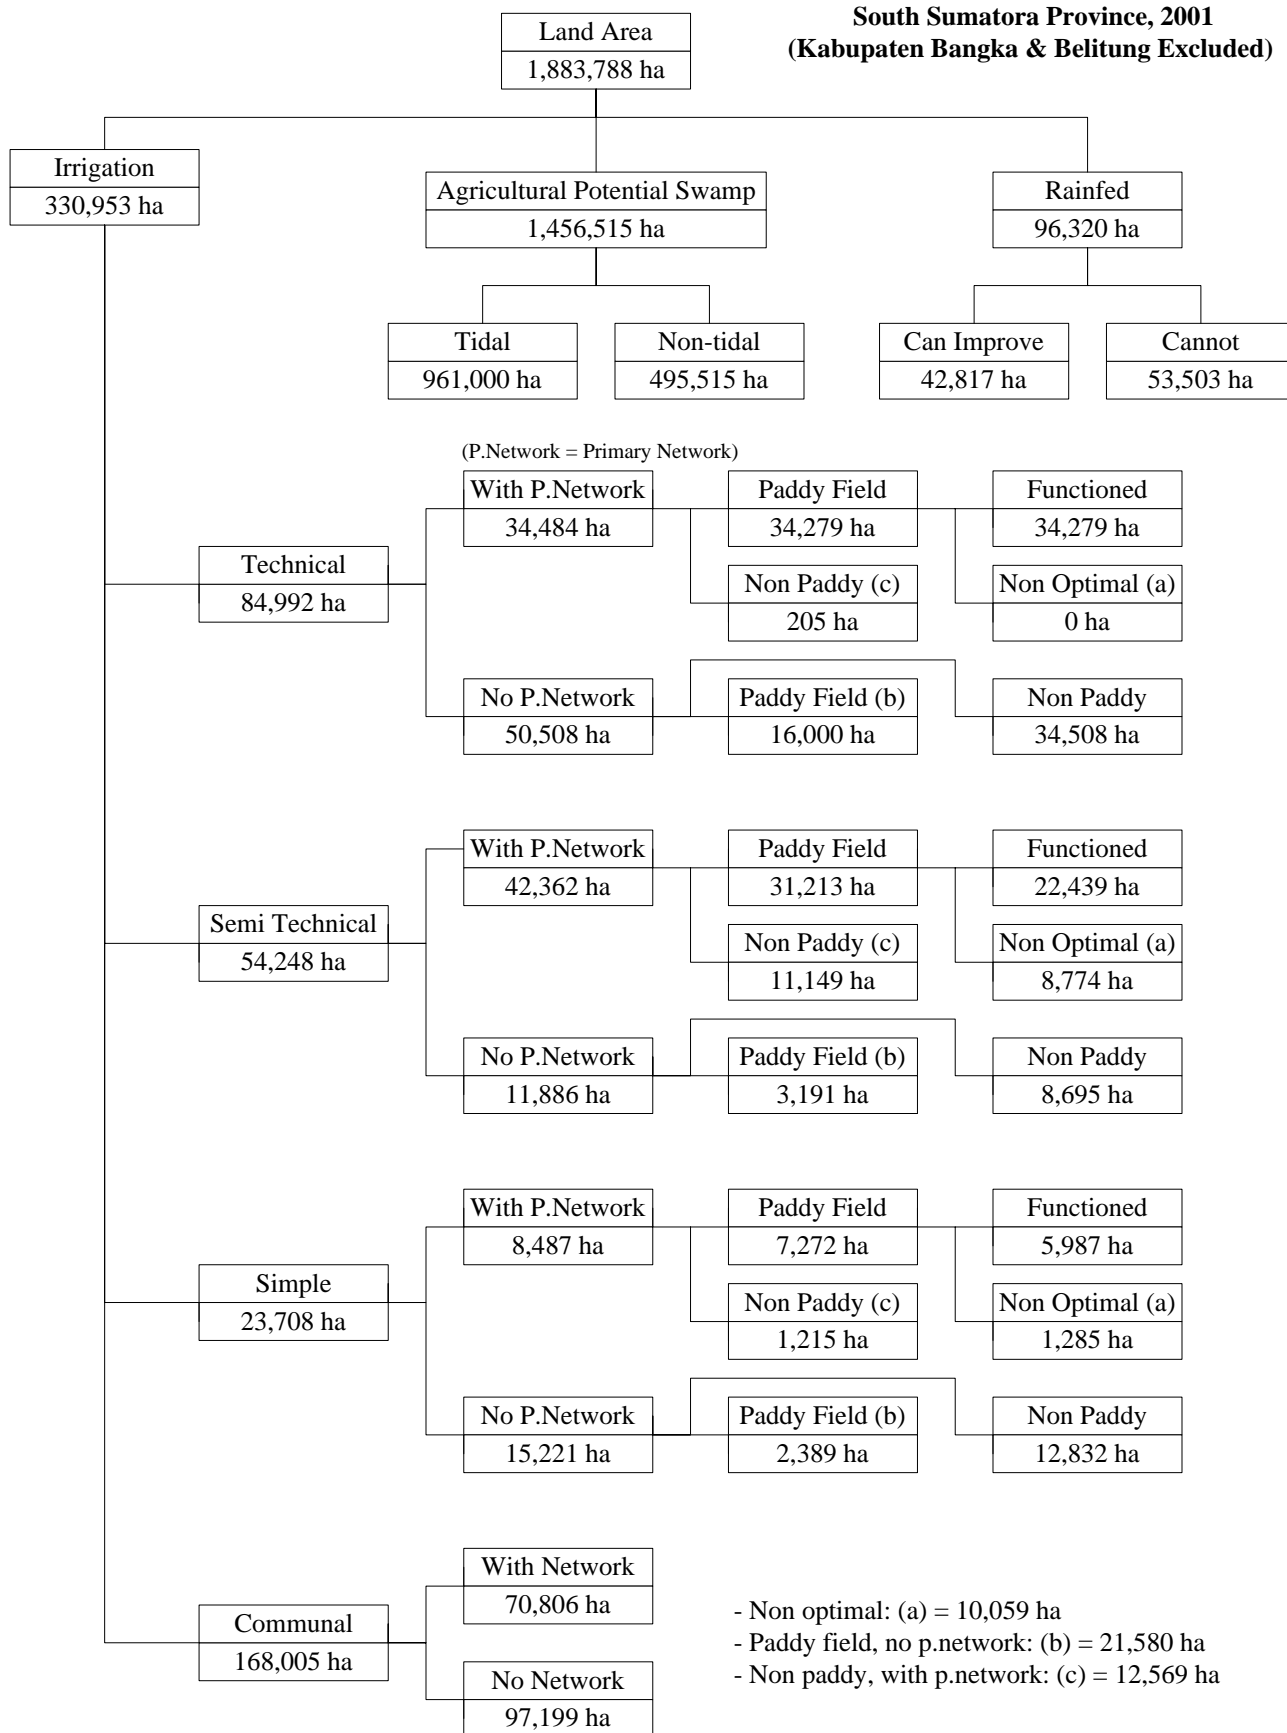 South Sumatora Province, 2001
(Kabupaten Bangka & Belitung Excluded)
Land Area
1,883,788 ha
Irrigation
330,953 ha
Agricultural Potential Swamp
1,456,515 ha
Rainfed
96,320 ha
Tidal
961,000 ha
Non-tidal
495,515 ha
Can Improve
42,817 ha
Cannot
53,503 ha
(P.Network = Primary Network)
Technical
84,992 ha
With P.Network
34,484 ha
Paddy Field
34,279 ha
Functioned
34,279 ha
Non Paddy (c)
205 ha
Non Optimal (a)
0 ha
No P.Network
50,508 ha
Paddy Field (b)
16,000 ha
Non Paddy
34,508 ha
Semi Technical
54,248 ha
With P.Network
42,362 ha
Paddy Field
31,213 ha
Functioned
22,439 ha
Non Paddy (c)
11,149 ha
Non Optimal (a)
8,774 ha
No P.Network
11,886 ha
Paddy Field (b)
3,191 ha
Non Paddy
8,695 ha
Simple
23,708 ha
With P.Network
8,487 ha
Paddy Field
7,272 ha
Functioned
5,987 ha
Non Paddy (c)
1,215 ha
Non Optimal (a)
1,285 ha
No P.Network
15,221 ha
Paddy Field (b)
2,389 ha
Non Paddy
12,832 ha
Communal
168,005 ha
With Network
70,806 ha
No Network
97,199 ha
- Non optimal: (a) = 10,059 ha
- Paddy field, no p.network: (b) = 21,580 ha
- Non paddy, with p.network: (c) = 12,569 ha